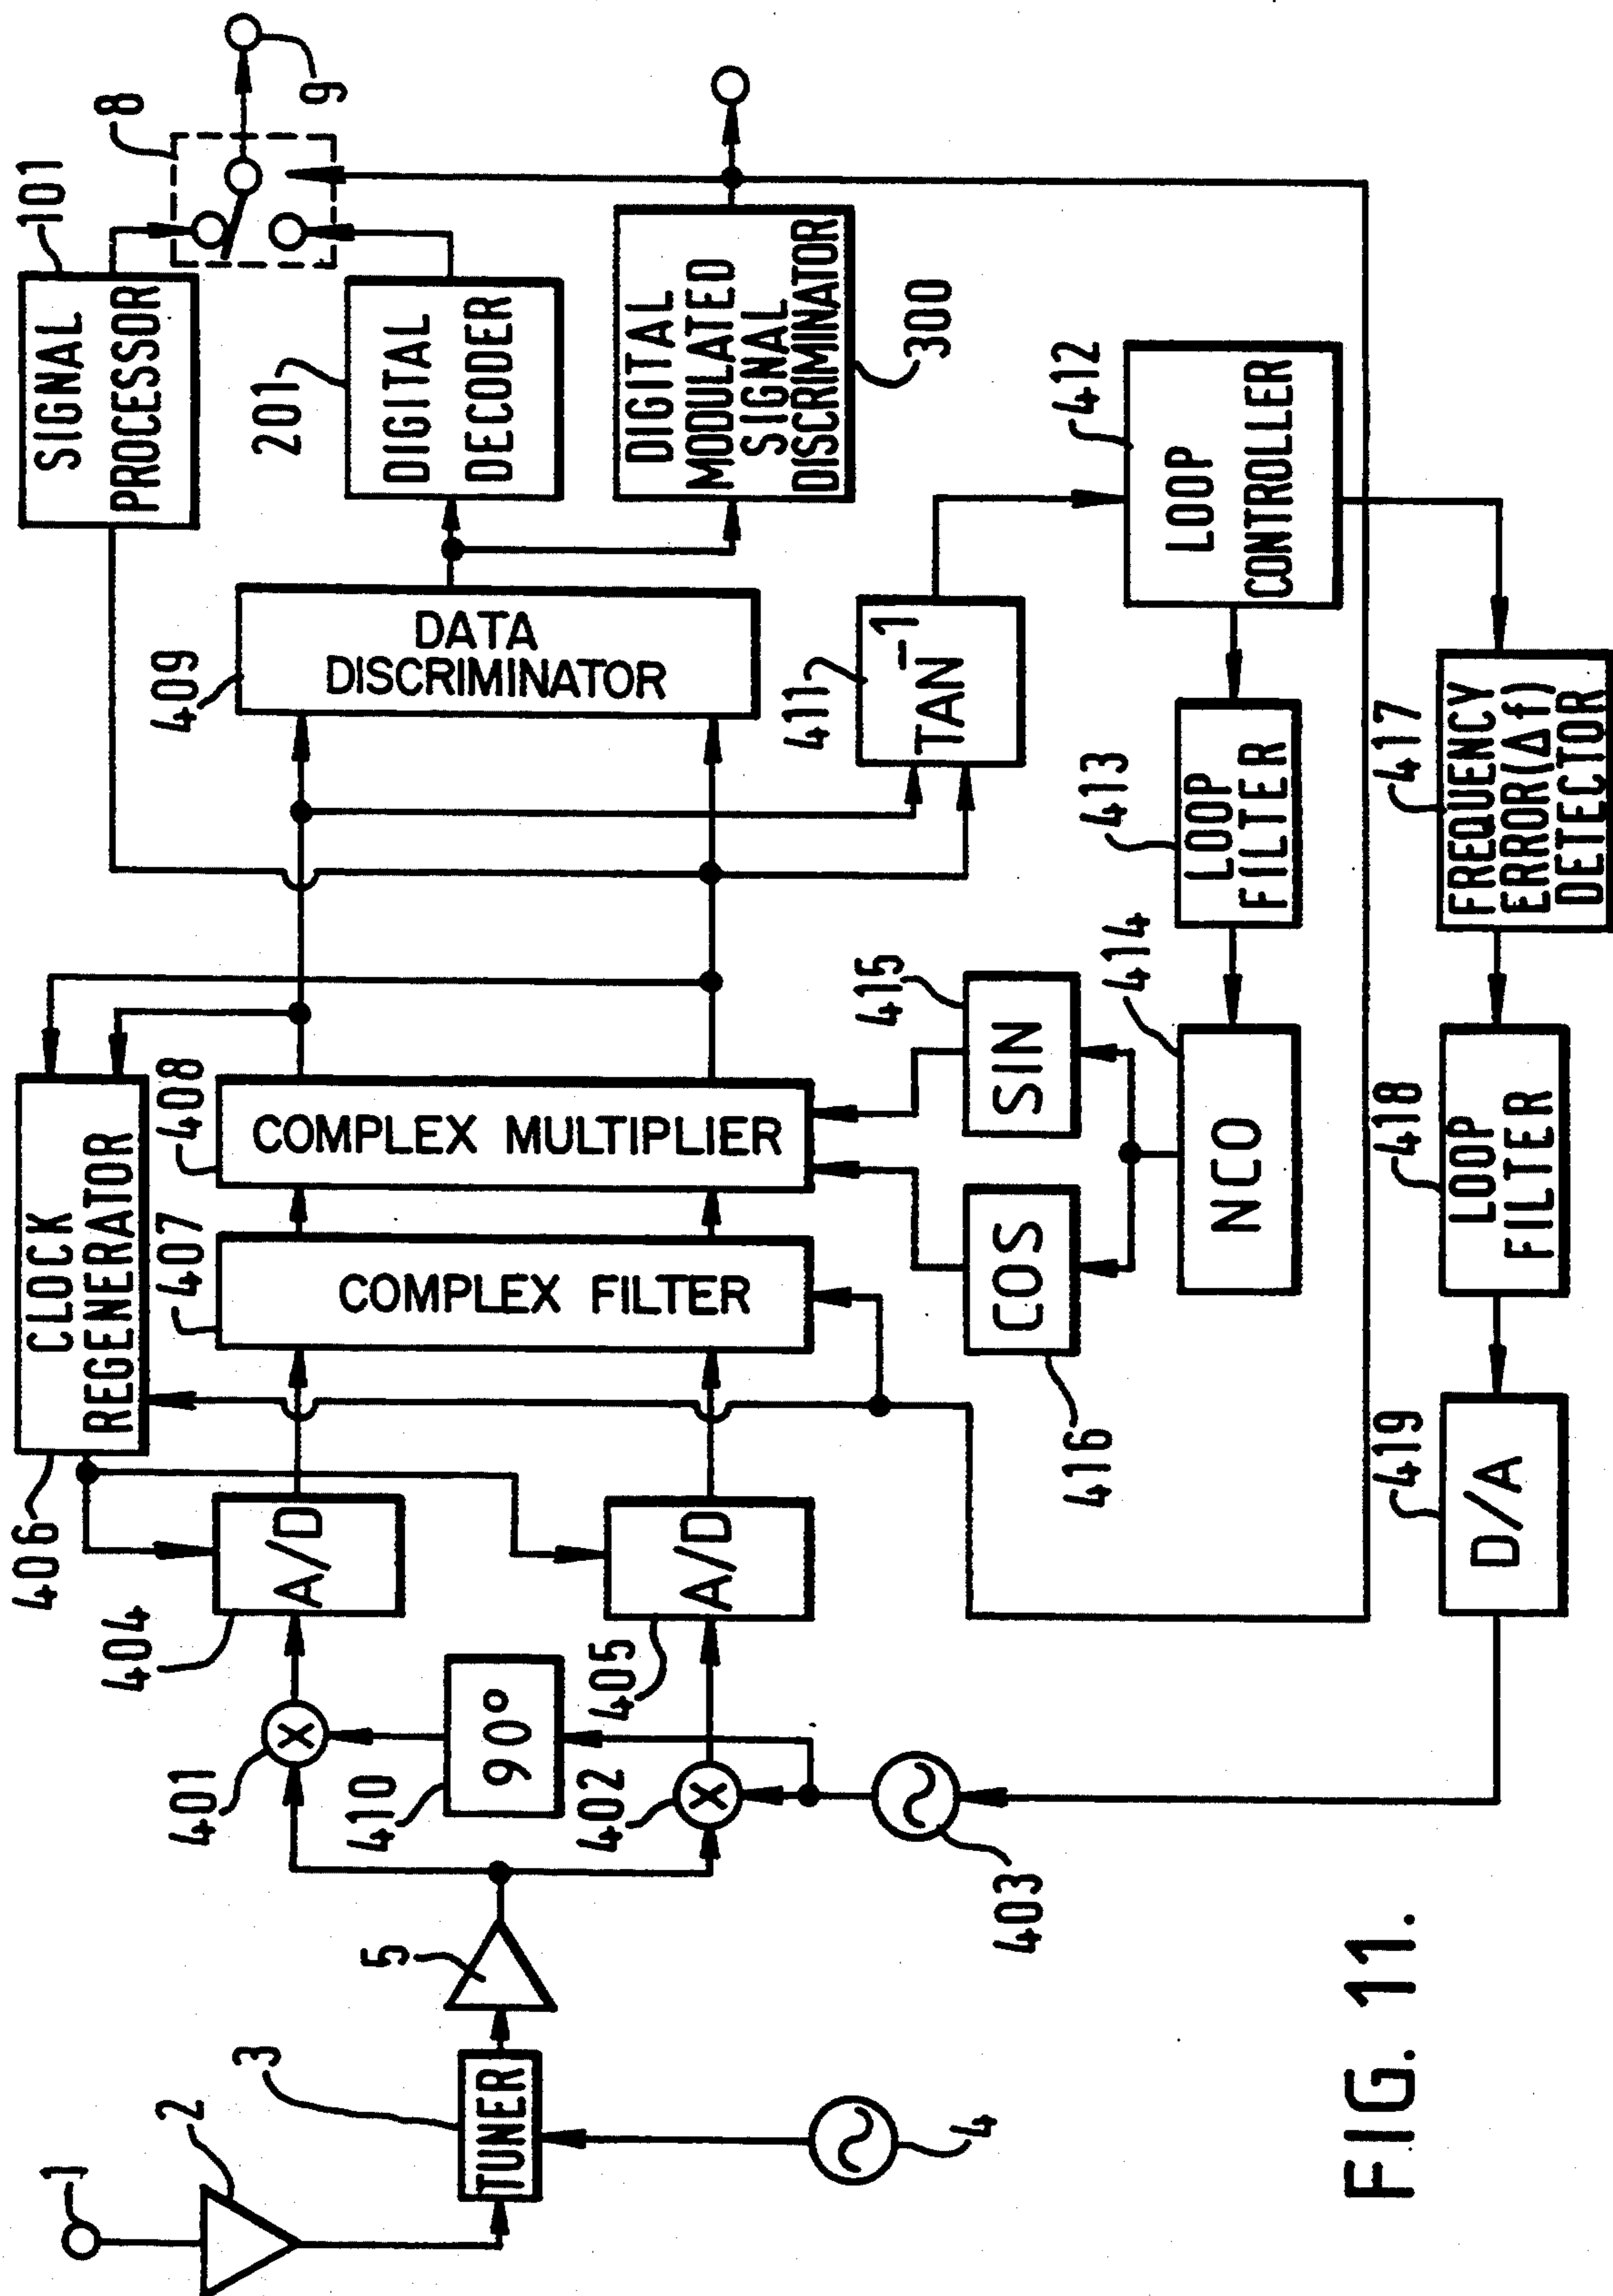 1
2
3
TUNER
4
5
401
410
90°
402
403
404
A/D
405
A/D
406
CLOCK
REGENERATOR
407
COMPLEX FILTER
408
COMPLEX MULTIPLIER
415
SIN
COS
416
414
NCO
413
LOOP
FILTER
409
DATA
DISCRIMINATOR
411
TAN-1
412
LOOP
CONTROLLER
417
FREQUENCY
ERROR(Δf)
DETECTOR
418
LOOP
FILTER
419
D/A
101
SIGNAL
PROCESSOR
201
DIGITAL
DECODER
DIGITAL
MODULATED
SIGNAL
DISCRIMINATOR
300
8
9
FIG. 11.